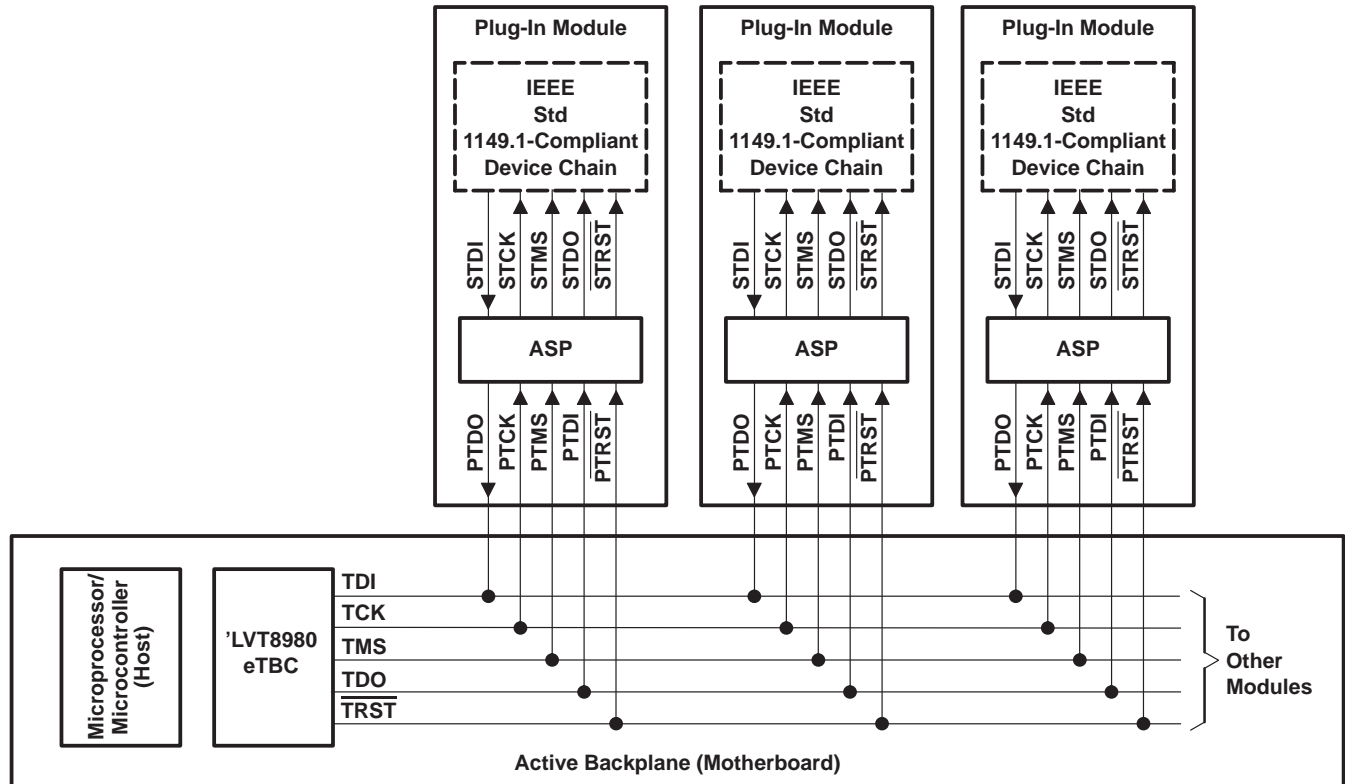 Plug-In Module
IEEE
Std
1149.1-Compliant
Device Chain
STDI
STCK
STMS
STDO
STRST
ASP
PTDO
PTCK
PTMS
PTDI
PTRST
Plug-In Module
IEEE
Std
1149.1-Compliant
Device Chain
STDI
STCK
STMS
STDO
STRST
ASP
PTDO
PTCK
PTMS
PTDI
PTRST
Plug-In Module
IEEE
Std
1149.1-Compliant
Device Chain
STDI
STCK
STMS
STDO
STRST
ASP
PTDO
PTCK
PTMS
PTDI
PTRST
Microprocessor/
Microcontroller
(Host)
’LVT8980
eTBC
TDI
TCK
TMS
TDO
TRST
To
Other
Modules
Active Backplane (Motherboard)